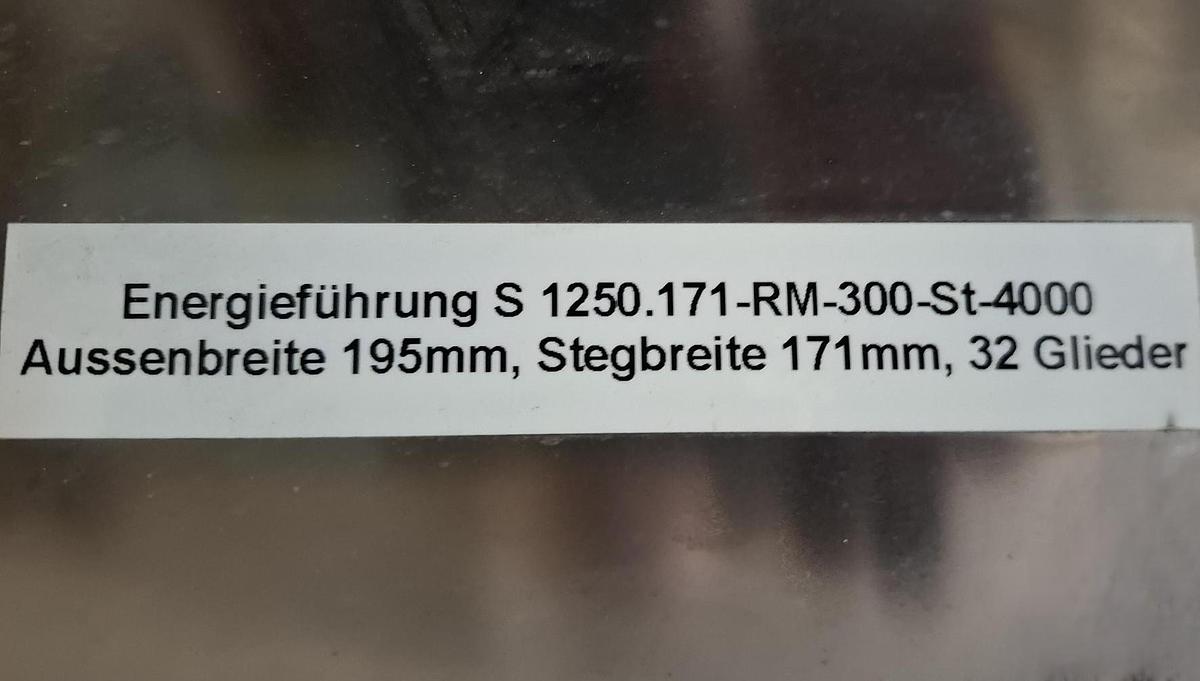 Energieführung S 1250.171-RM-300-St-4000
Aussenbreite 195mm, Stegbreite 171mm, 32 Glieder